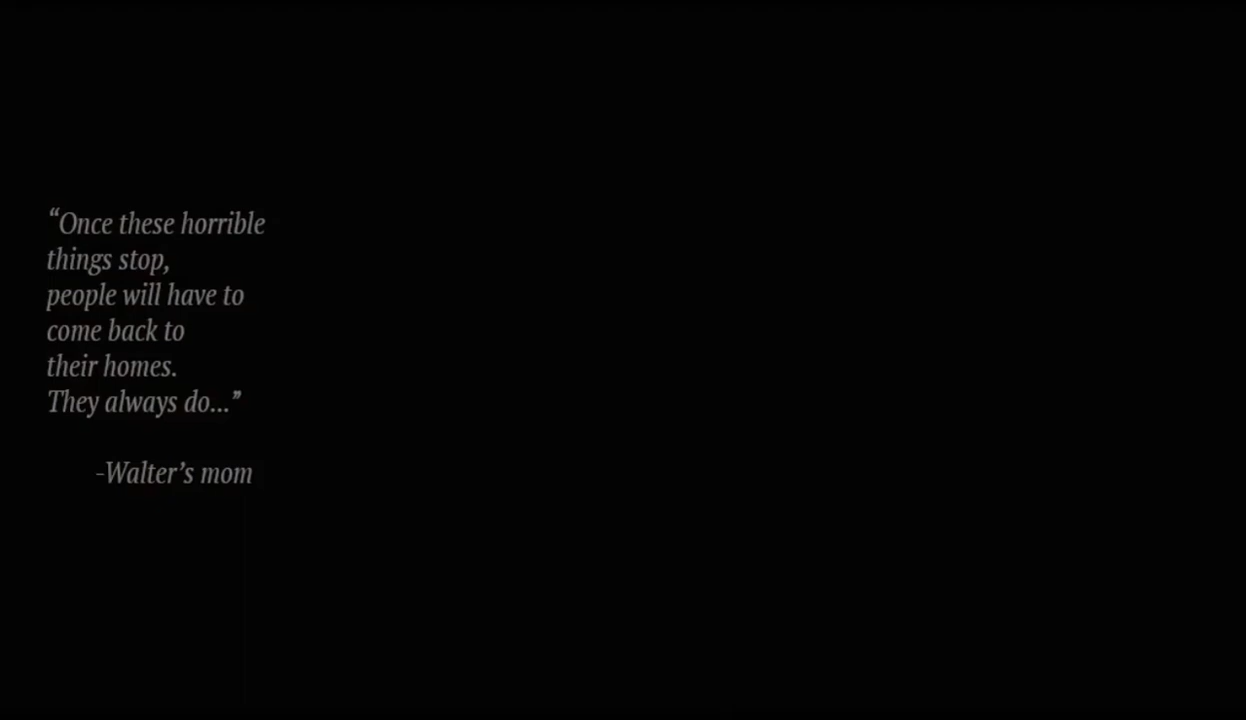 “Once these horrible
things stop,
people will have to
come back to
their homes.
They always do...”
-Walter’s mom